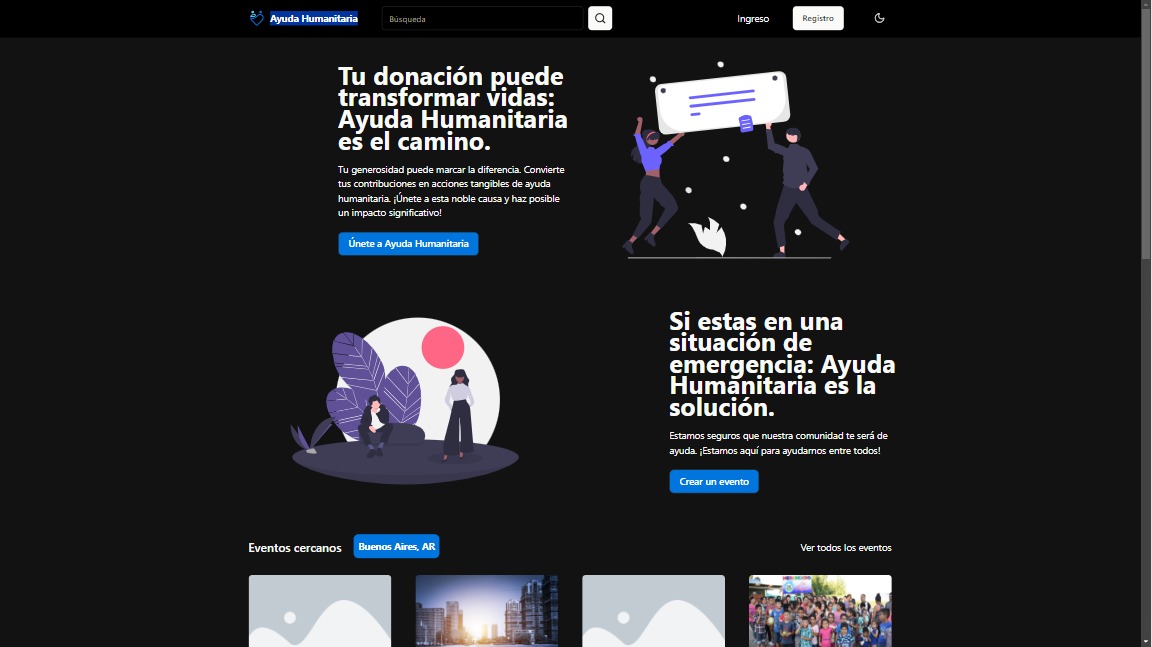 Ayuda Humanitaria
Búsqueda
Ingreso
Registro
Tu donación puede
transformar vidas:
Ayuda Humanitaria
es el camino.
Tu generosidad puede marcar la diferencia. Convierte
tus contribuciones en acciones tangibles de ayuda
humanitaria. ¡Únete a esta noble causa y haz posible
un impacto significativo!
Únete a Ayuda Humanitaria
Si estas en una
situación de
emergencia: Ayuda
Humanitaria es la
solución.
Estamos seguros que nuestra comunidad te será de
ayuda. ¡Estamos aquí para ayudarnos entre todos!
Crear un evento
Eventos cercanos
Buenos Aires, AR
Ver todos los eventos